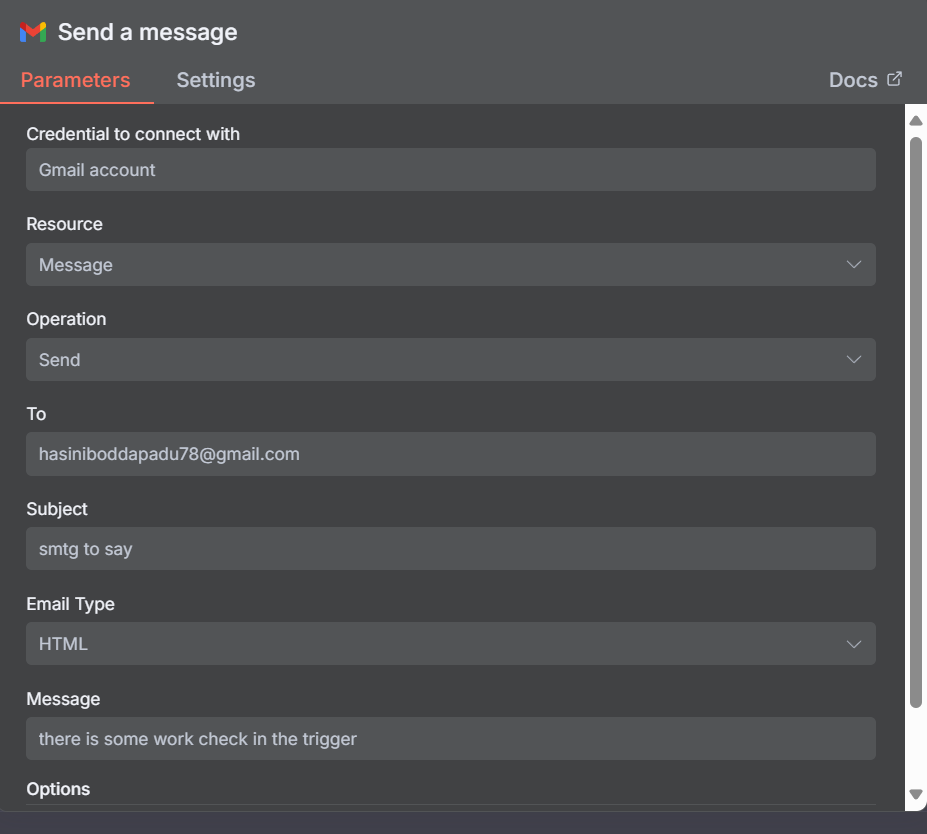 Send a message
Parameters Settings Docs
Credential to connect with
Gmail account
Resource
Message
Operation
Send
To
hasiniboddapadu78@gmail.com
Subject
smtg to say
Email Type
HTML
Message
there is some work check in the trigger
Options